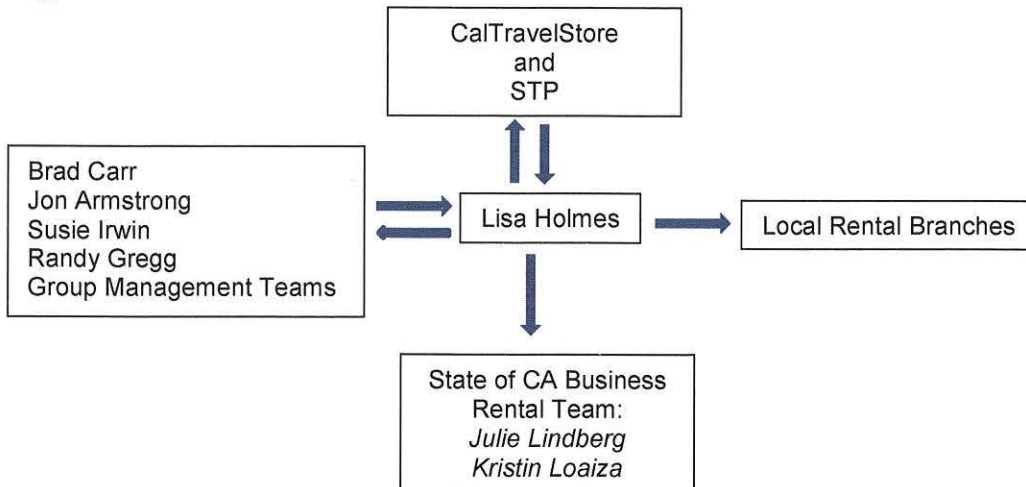 CalTravelStore
and
STP
Brad Carr
Jon Armstrong
Susie Irwin
Randy Gregg
Group Management Teams
Lisa Holmes
Local Rental Branches
State of CA Business
Rental Team:
Julie Lindberg
Kristin Loaiza